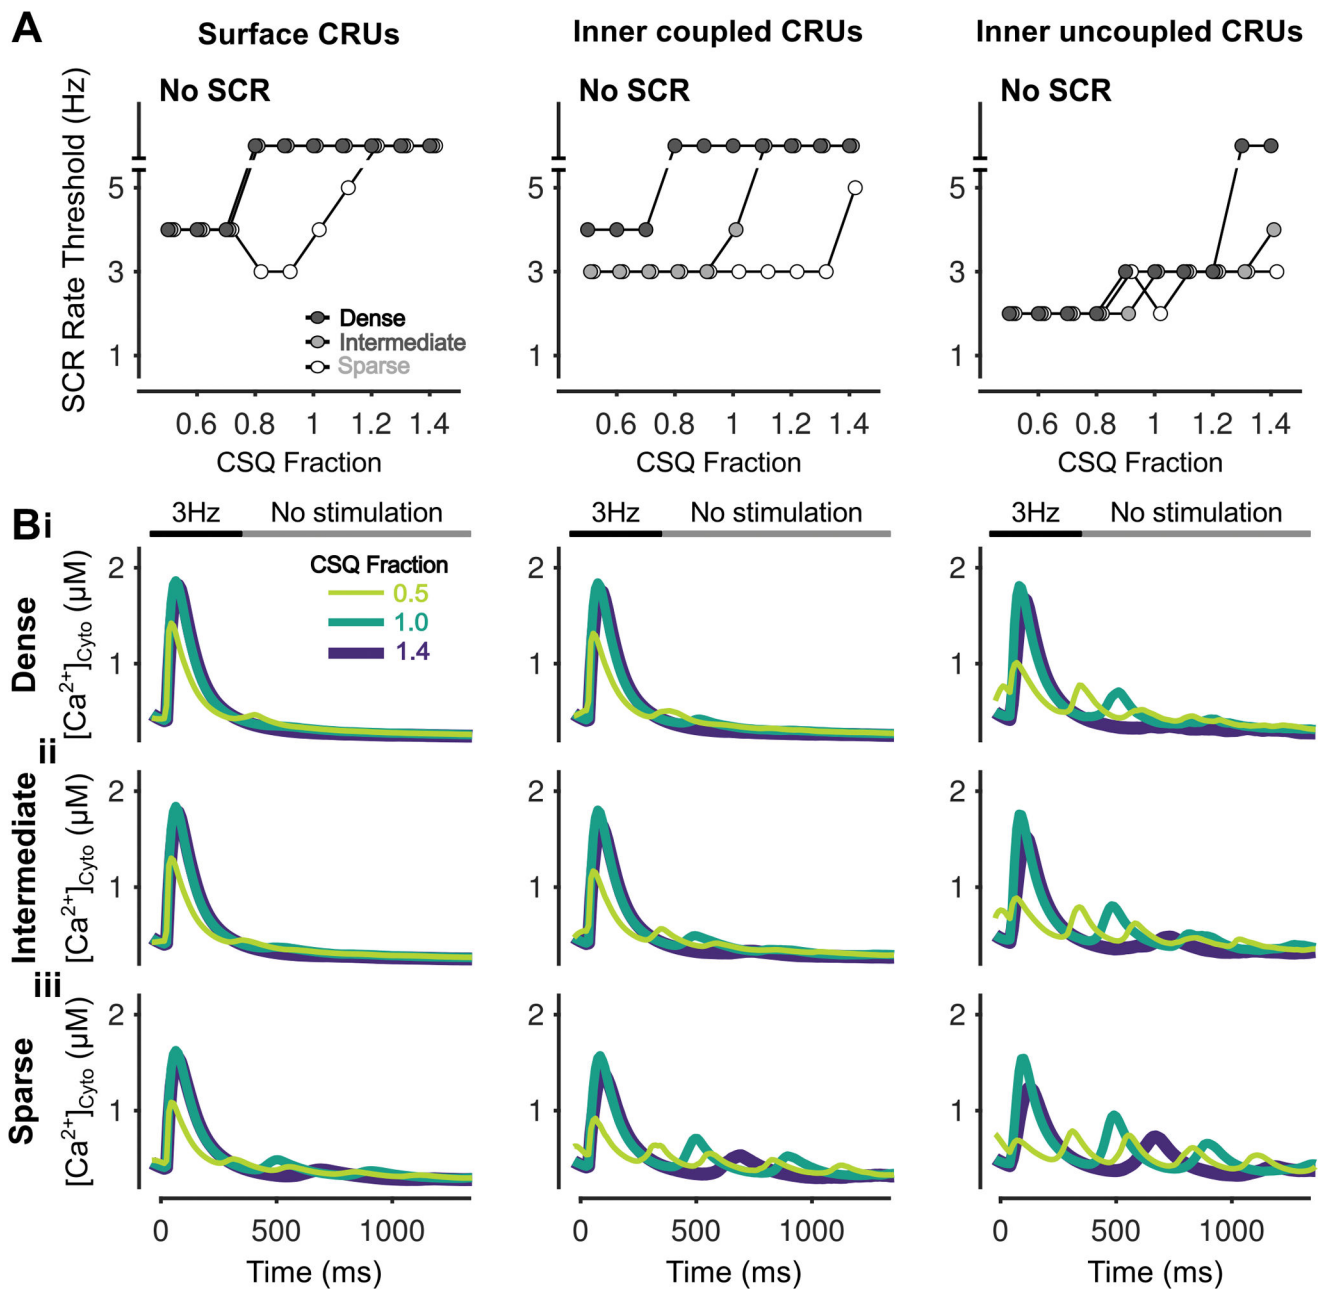 A
Surface CRUs
Inner coupled CRUs
Inner uncoupled CRUs
SCR Rate Threshold (Hz)
No SCR
No SCR
No SCR
5
3
1
5
3
1
5
3
1
Dense
Intermediate
Sparse
0.6 0.8 1 1.2 1.4
0.6 0.8 1 1.2 1.4
0.6 0.8 1 1.2 1.4
CSQ Fraction
CSQ Fraction
CSQ Fraction
Bi
3Hz No stimulation
3Hz No stimulation
3Hz No stimulation
Dense
[Ca2+]Cyto (μM)
2
1
2
1
2
1
CSQ Fraction
0.5
1.0
1.4
ii
Intermediate
[Ca2+]Cyto (μM)
2
1
2
1
2
1
iii
Sparse
[Ca2+]Cyto (μM)
2
1
2
1
2
1
0 500 1000
0 500 1000
0 500 1000
Time (ms)
Time (ms)
Time (ms)